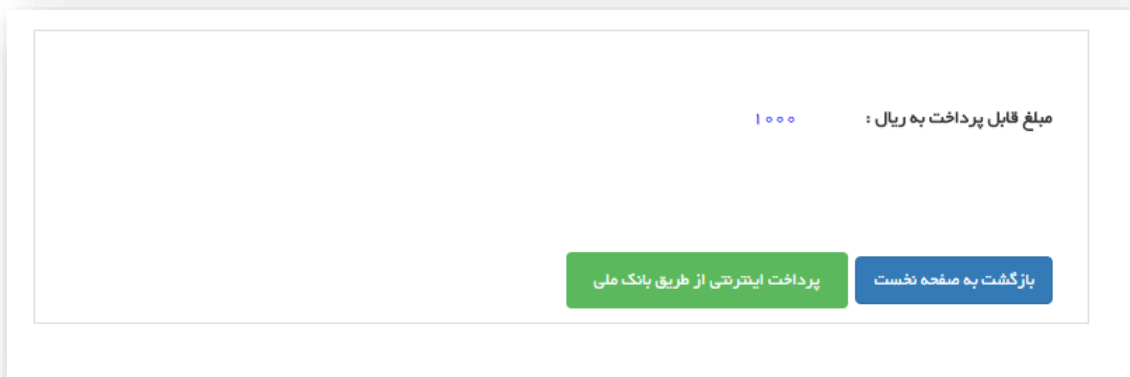 مبلغ قابل پرداخت به ریال : ۱۰۰۰
بازگشت به صفحه نخست پرداخت اینترنتی از طریق بانک ملی